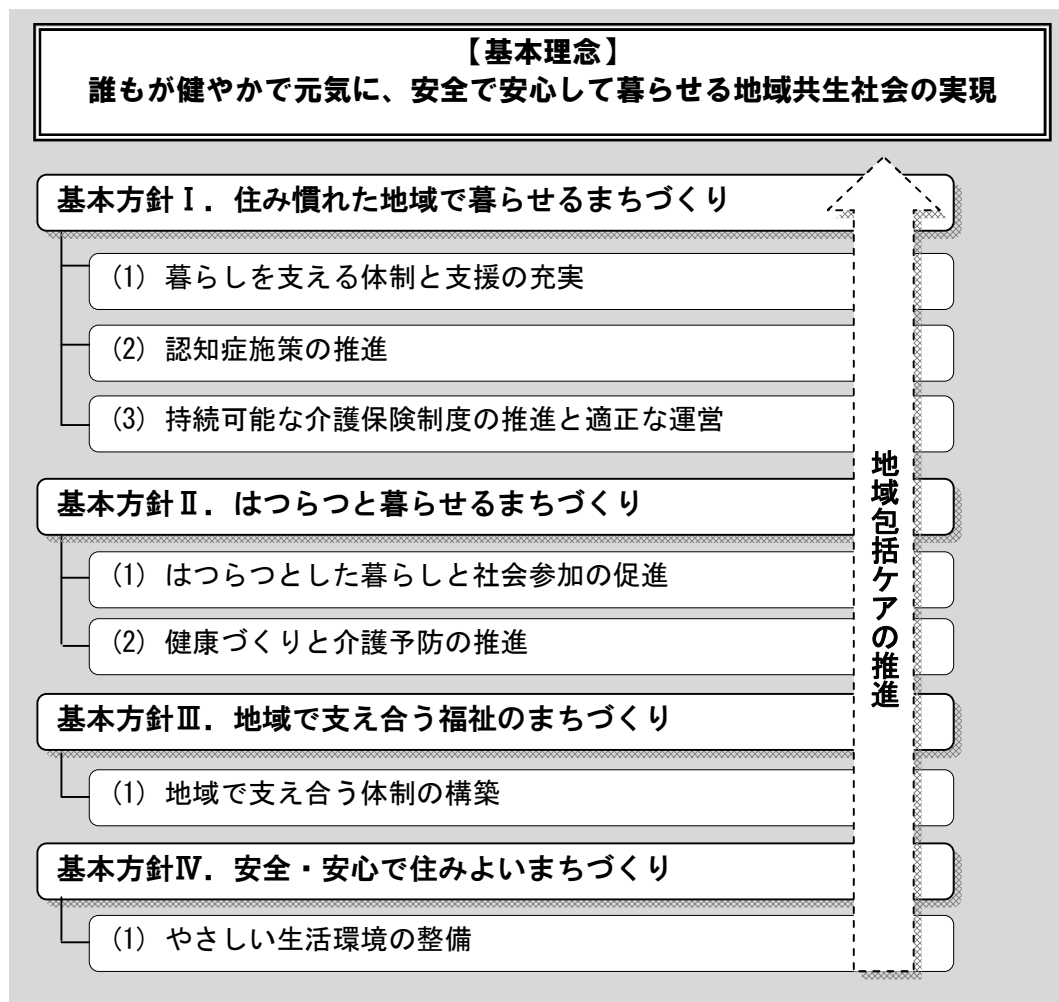 【基本理念】
誰もが健やかで元気に、安全で安心して暮らせる地域共生社会の実現
基本方針Ⅰ．住み慣れた地域で暮らせるまちづくり
(1) 暮らしを支える体制と支援の充実
(2) 認知症施策の推進
(3) 持続可能な介護保険制度の推進と適正な運営
基本方針Ⅱ．はつらつと暮らせるまちづくり
(1) はつらつとした暮らしと社会参加の促進
(2) 健康づくりと介護予防の推進
基本方針Ⅲ．地域で支え合う福祉のまちづくり
(1) 地域で支え合う体制の構築
基本方針Ⅳ．安全・安心で住みよいまちづくり
(1) やさしい生活環境の整備
地域包括ケアの推進